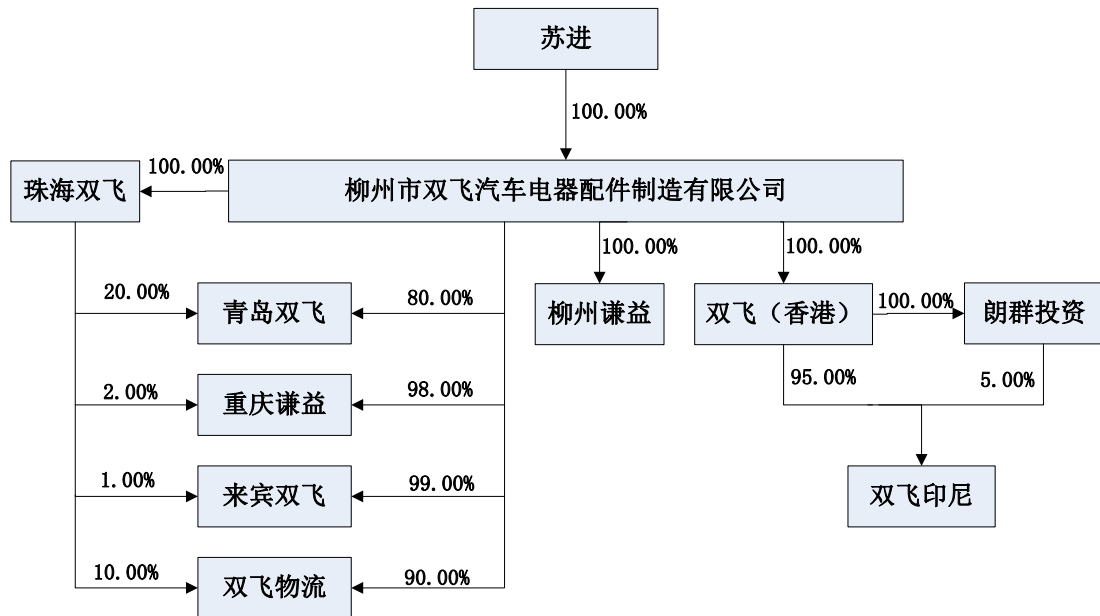 苏进
100.00%
珠海双飞
100.00%
柳州市双飞汽车电器配件制造有限公司
100.00%
100.00%
20.00%
青岛双飞
80.00%
柳州谦益
双飞（香港）
100.00%
朗群投资
2.00%
重庆谦益
98.00%
95.00%
5.00%
1.00%
来宾双飞
99.00%
双飞印尼
10.00%
双飞物流
90.00%